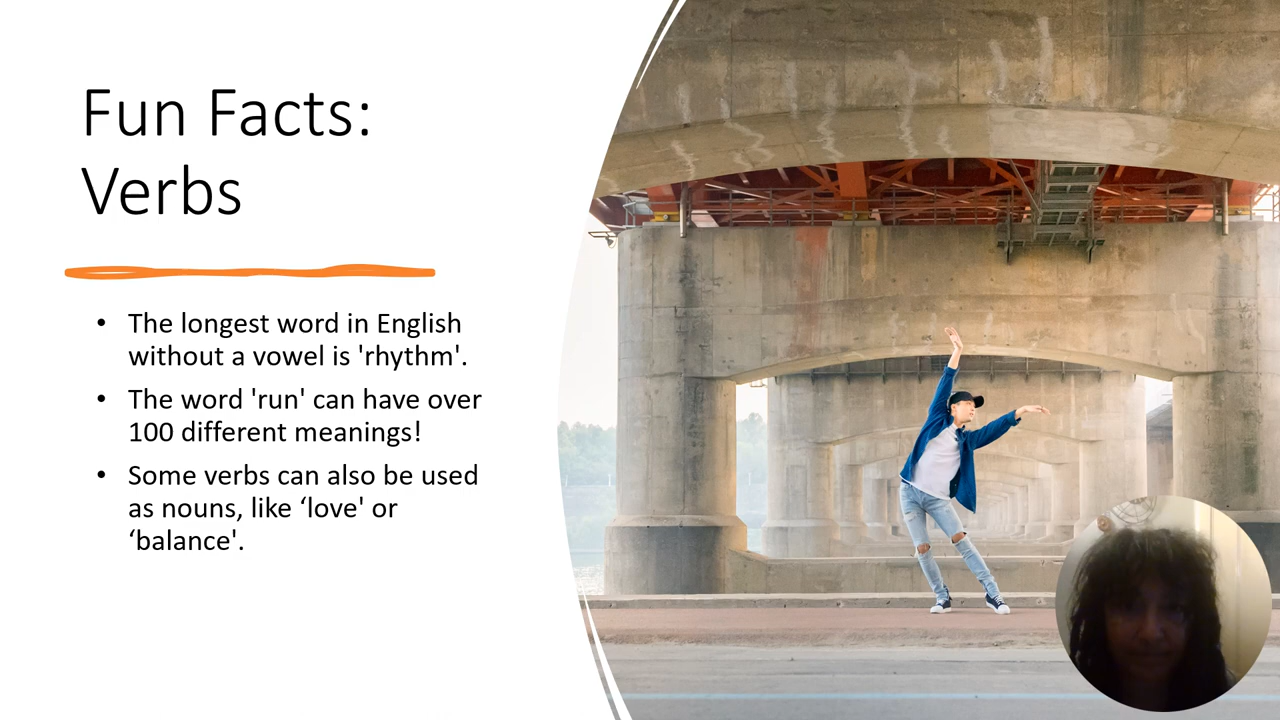 Fun Facts:
Verbs
• The longest word in English
without a vowel is 'rhythm'.
• The word 'run' can have over
100 different meanings!
• Some verbs can also be used
as nouns, like ‘love' or
‘balance'.